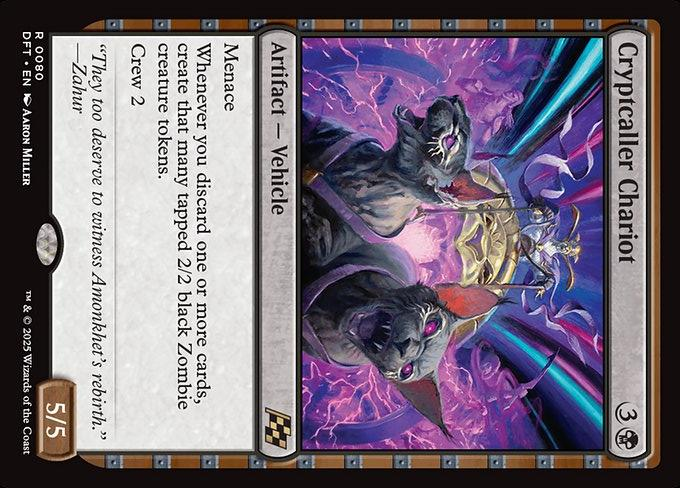 Cryptcaller Chariot
3
Artifact — Vehicle
Menace
Whenever you discard one or more cards,
create that many tapped 2/2 black Zombie
creature tokens.
Crew 2
“They too deserve to witness Amonkhet’s rebirth.”
—Zahur
5/5
R 0080
DFT • EN AARON MILLER
™ & © 2025 Wizards of the Coast